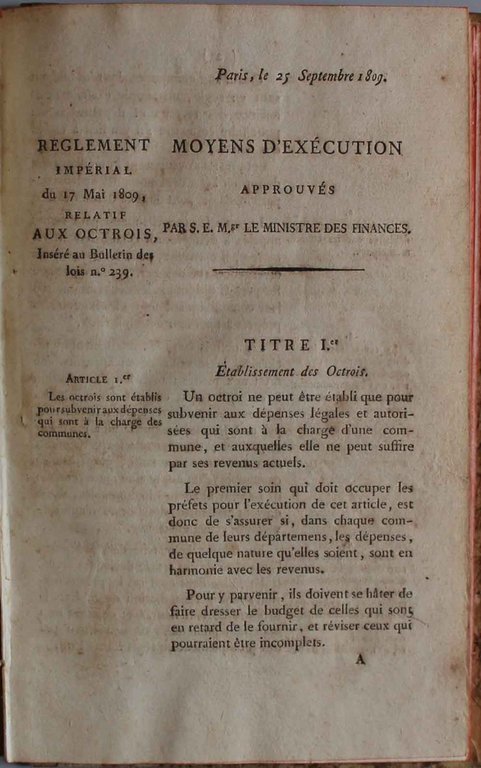 Paris, le 25 Septembre 1809.
REGLEMENT
IMPÉRIAL
du 17 Mai 1809,
RELATIF
AUX OCTROIS,
Inséré au Bulletin des
lois n.º 239.
MOYENS D'EXÉCUTION
APPROUVÉS
PAR S. E. M.gr LE MINISTRE DES FINANCES.
TITRE I.er
Établissement des Octrois.
ARTICLE 1.er
Les octrois sont établis
pour subvenir aux dépenses
qui sont à la charge des
communes.
Un octroi ne peut être établi que pour
subvenir aux dépenses légales et autori-
sées qui sont à la charge d'une com-
mune, et auxquelles elle ne peut suffire
par ses revenus actuels.
Le premier soin qui doit occuper les
préfets pour l'exécution de cet article, est
donc de s'assurer si, dans chaque com-
mune de leurs départemens, les dépenses,
de quelque nature qu'elles soient, sont en
harmonie avec les revenus.
Pour y parvenir, ils doivent se hâter de
faire dresser le budget de celles qui sont
en retard de le fournir, et réviser ceux qui
pourraient être incomplets.
A